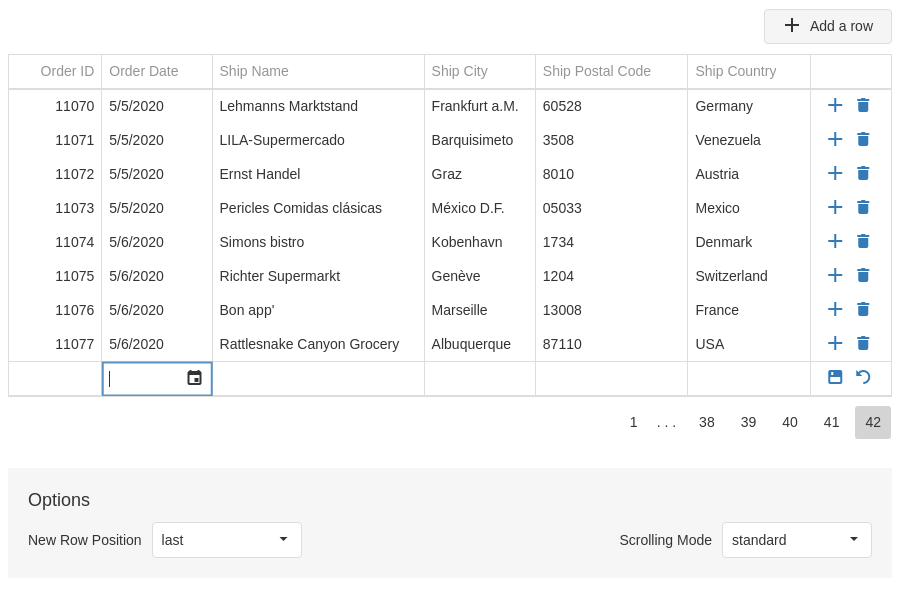 Add a row
Order ID Order Date Ship Name Ship City Ship Postal Code Ship Country
11070 5/5/2020 Lehmanns Marktstand Frankfurt a.M. 60528 Germany
11071 5/5/2020 LILA-Supermercado Barquisimeto 3508 Venezuela
11072 5/5/2020 Ernst Handel Graz 8010 Austria
11073 5/5/2020 Pericles Comidas clásicas México D.F. 05033 Mexico
11074 5/6/2020 Simons bistro Kobenhavn 1734 Denmark
11075 5/6/2020 Richter Supermarkt Genève 1204 Switzerland
11076 5/6/2020 Bon app' Marseille 13008 France
11077 5/6/2020 Rattlesnake Canyon Grocery Albuquerque 87110 USA
1 . . . 38 39 40 41 42
Options
New Row Position last Scrolling Mode standard